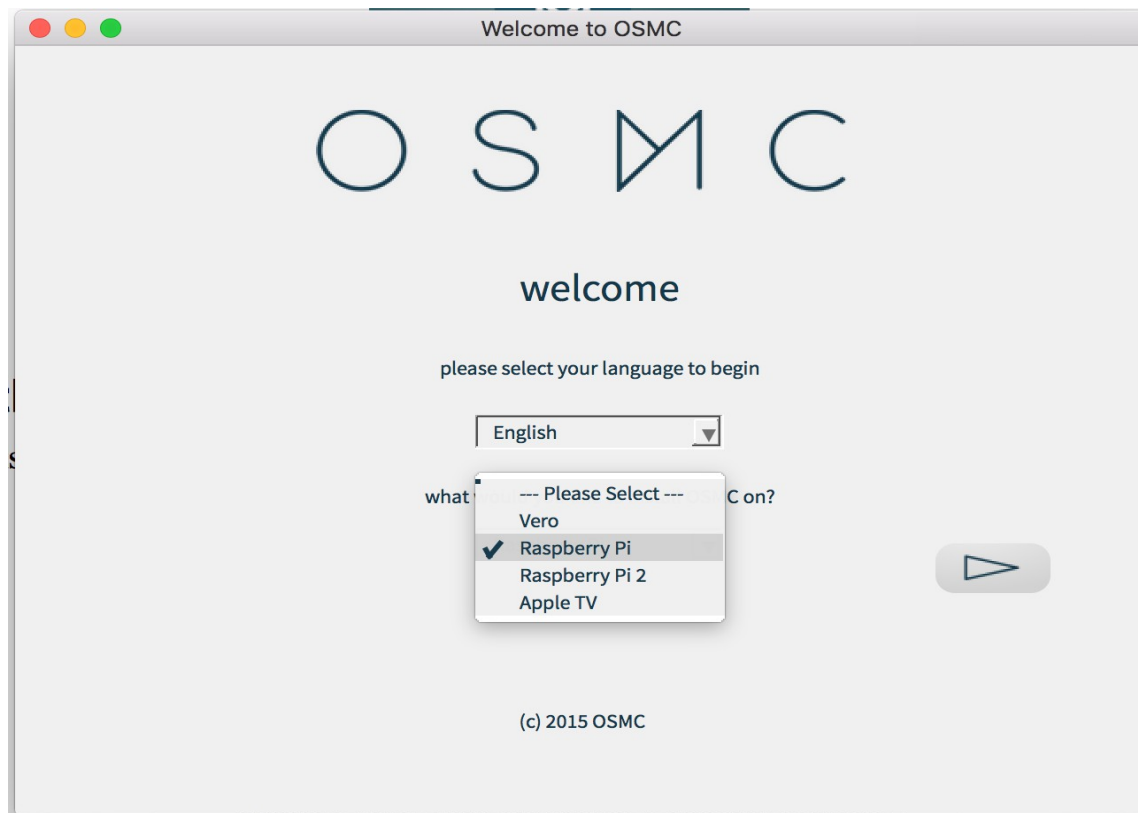 Welcome to OSMC
OSMC
welcome
please select your language to begin
English
what C on?
--- Please Select ---
Vero
Raspberry Pi
Raspberry Pi 2
Apple TV
(c) 2015 OSMC